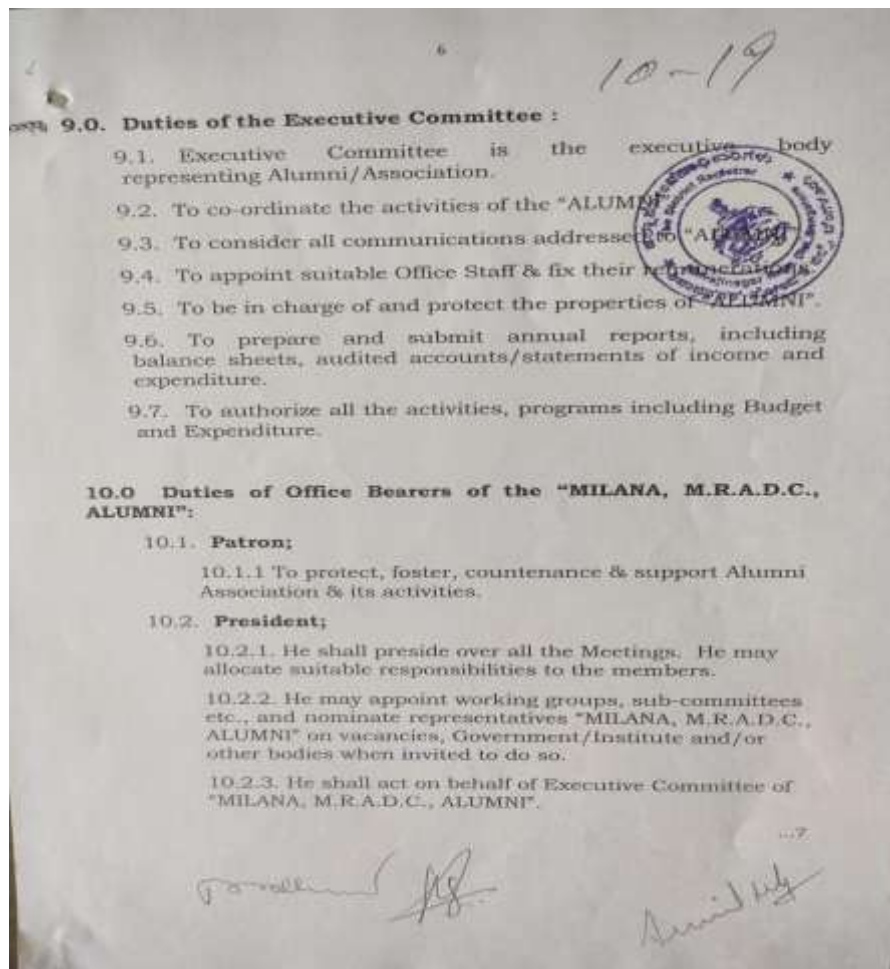 6
10-19
9.0. Duties of the Executive Committee :
9.1. Executive Committee is the executive body
representing Alumni/Association.
9.2. To co-ordinate the activities of the "ALUMNI"
9.3. To consider all communications addressed to "ALUMNI"
9.4. To appoint suitable Office Staff & fix their remunerations.
9.5. To be in charge of and protect the properties of "ALUMNI".
9.6. To prepare and submit annual reports, including
balance sheets, audited accounts/statements of income and
expenditure.
9.7. To authorize all the activities, programs including Budget
and Expenditure.
10.0 Duties of Office Bearers of the "MILANA, M.R.A.D.C.,
ALUMNI":
10.1. Patron;
10.1.1 To protect, foster, countenance & support Alumni
Association & its activities.
10.2. President;
10.2.1. He shall preside over all the Meetings. He may
allocate suitable responsibilities to the members.
10.2.2. He may appoint working groups, sub-committees
etc., and nominate representatives "MILANA, M.R.A.D.C.,
ALUMNI" on vacancies, Government/Institute and/or
other bodies when invited to do so.
10.2.3. He shall act on behalf of Executive Committee of
"MILANA, M.R.A.D.C., ALUMNI".
...7